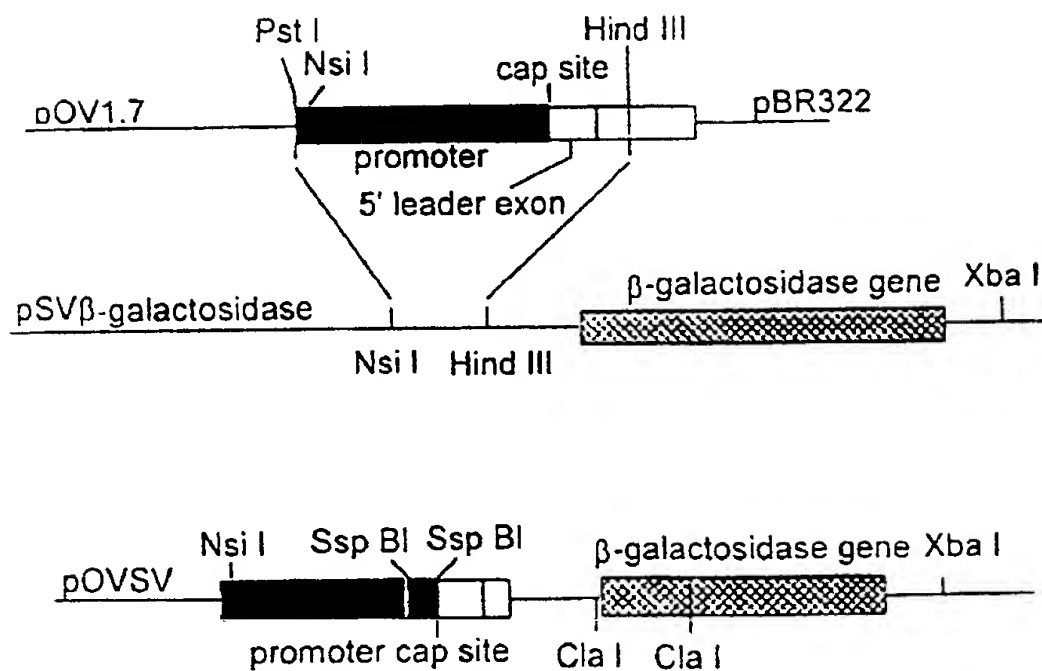 Pst I
Hind III
Nsi I
cap site
pOV1.7
pBR322
promoter
5' leader exon
pSVβ-galactosidase
β-galactosidase gene
Xba I
Nsi I
Hind III
Nsi I
Ssp BI
Ssp BI
β-galactosidase gene
Xba I
pOVSV
promoter cap site
Cla I
Cla I